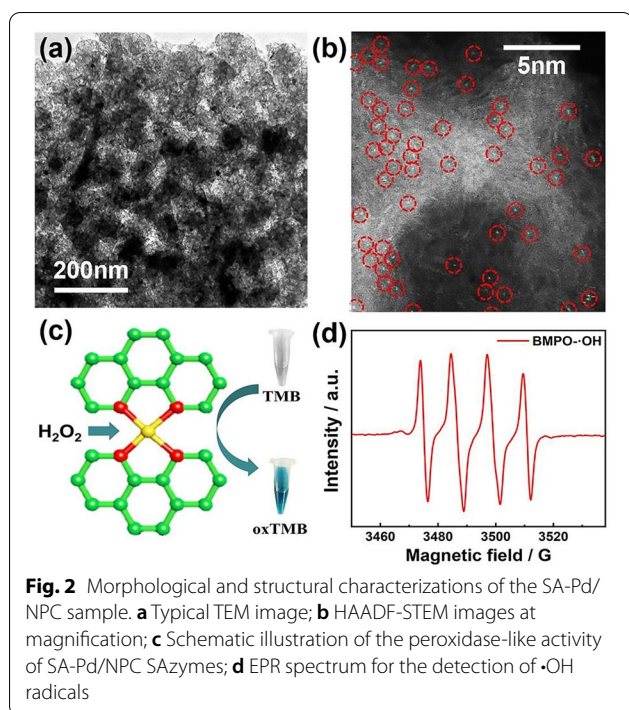 (a)
200nm
(b)
5nm
(c)
H₂O₂
TMB
oxTMB
(d)
BMPO-·OH
Intensity / a.u.
3460 3480 3500 3520
Magnetic field / G
Fig. 2 Morphological and structural characterizations of the SA-Pd/
NPC sample. a Typical TEM image; b HAADF-STEM images at
magnification; c Schematic illustration of the peroxidase-like activity
of SA-Pd/NPC SAzymes; d EPR spectrum for the detection of •OH
radicals